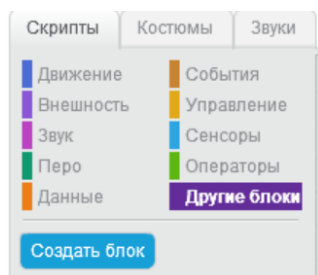 Скрипты Костюмы Звуки
Движение События
Внешность Управление
Звук Сенсоры
Перо Операторы
Данные Другие блоки
Создать блок